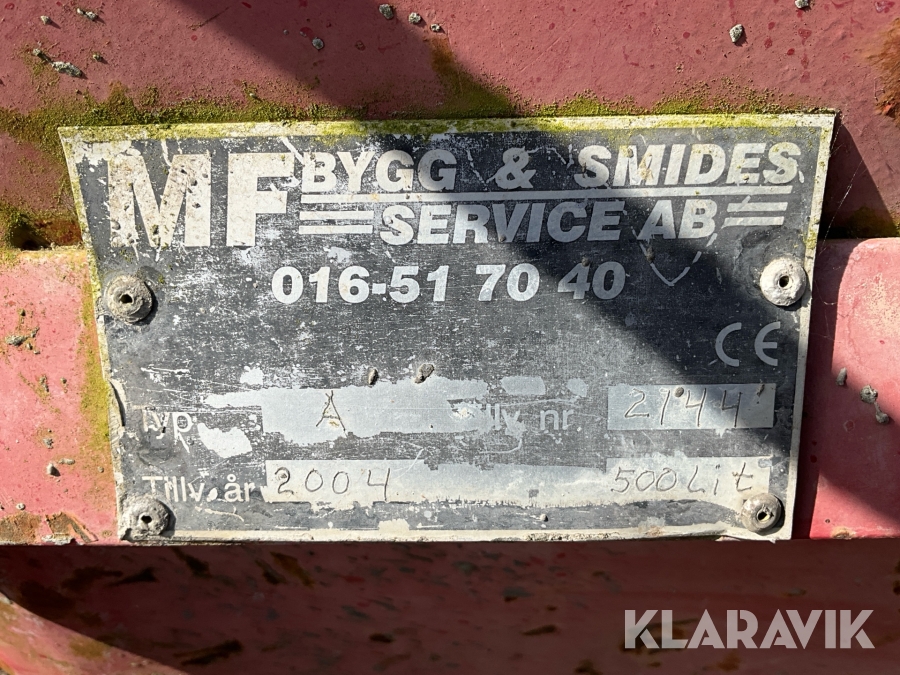 MF BYGG & SMIDES
SERVICE AB
016-51 70 40
CE
Typ A Tillv. nr. 2144
Tillv. år 2004 500 Lit
KLARAVIK